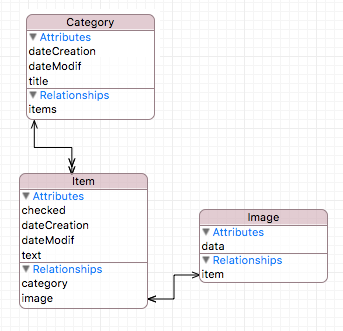 Category
Attributes
dateCreation
dateModif
title
Relationships
items
Item
Attributes
checked
dateCreation
dateModif
text
Relationships
category
image
Image
Attributes
data
Relationships
item